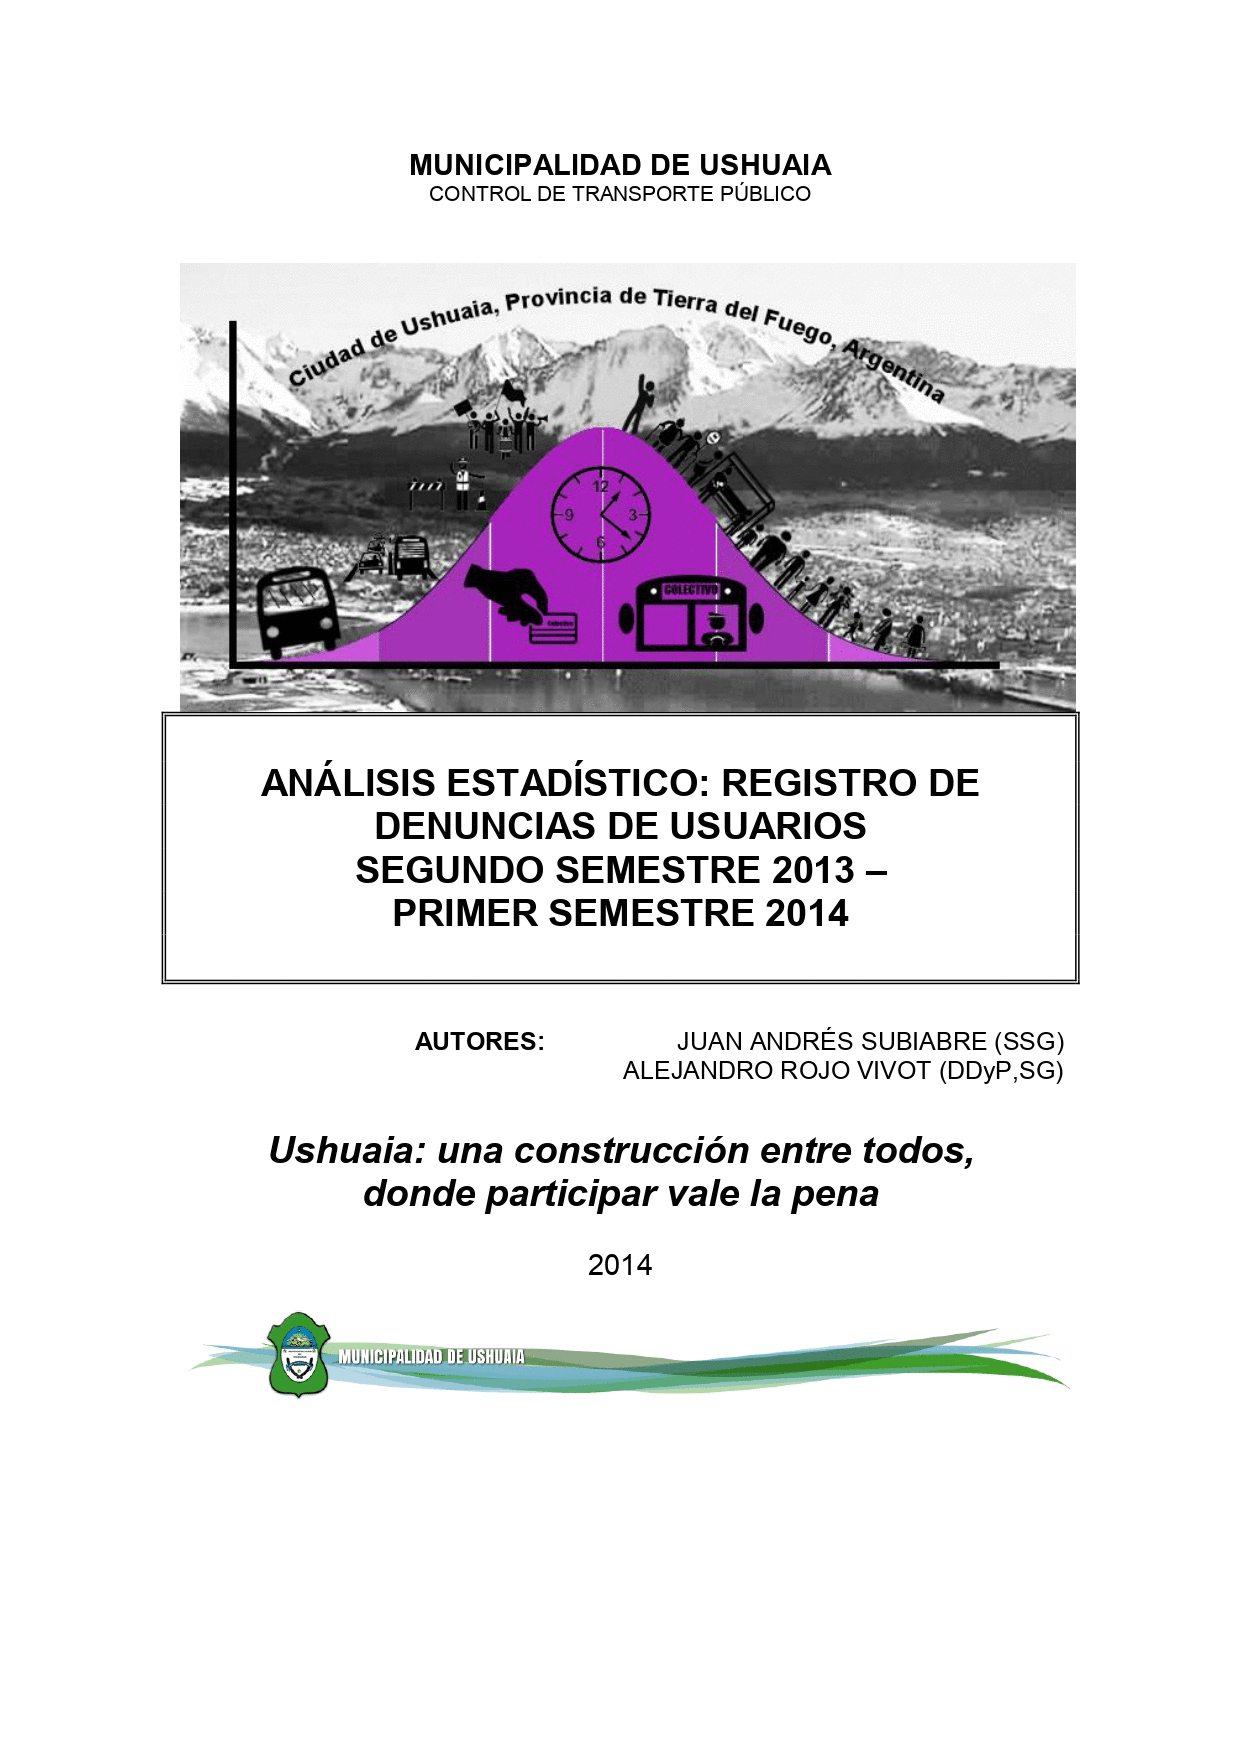 MUNICIPALIDAD DE USHUAIA
CONTROL DE TRANSPORTE PÚBLICO
Ciudad de Ushuaia, Provincia de Tierra del Fuego, Argentina
12
9
3
6
COLECTIVO
ANÁLISIS ESTADÍSTICO: REGISTRO DE
DENUNCIAS DE USUARIOS
SEGUNDO SEMESTRE 2013 –
PRIMER SEMESTRE 2014
AUTORES: JUAN ANDRÉS SUBIABRE (SSG)
ALEJANDRO ROJO VIVOT (DDyP,SG)
Ushuaia: una construcción entre todos,
donde participar vale la pena
2014
MUNICIPALIDAD DE USHUAIA